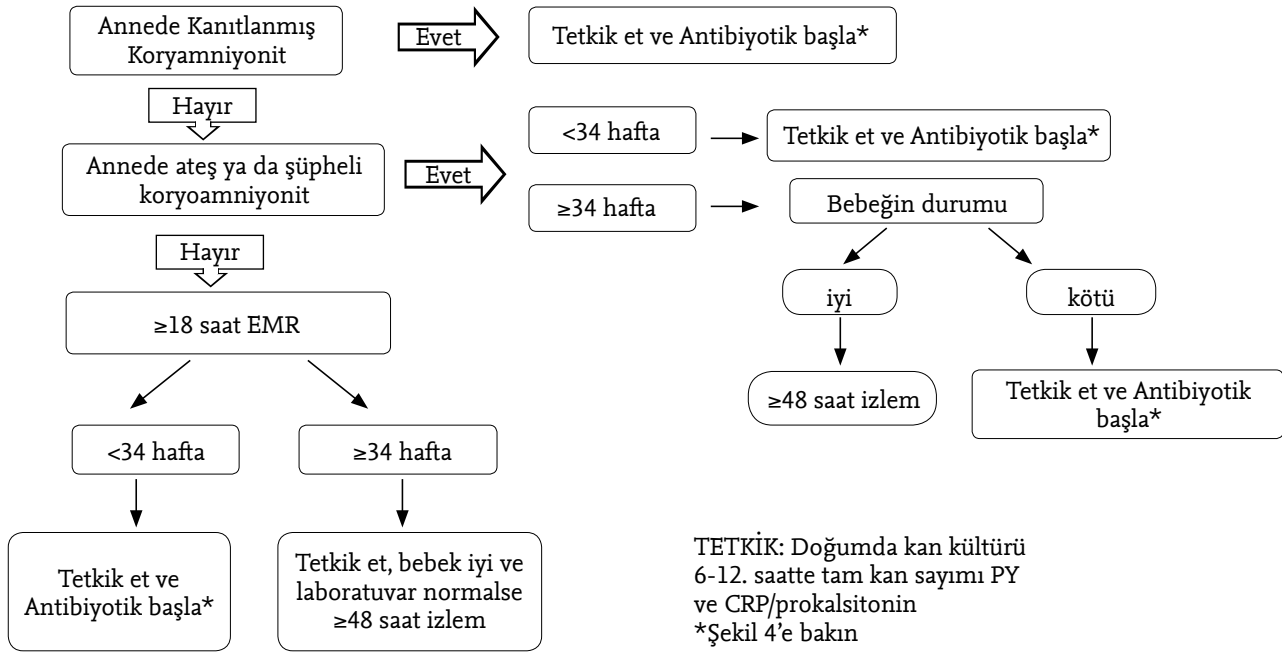 Annede Kanıtlanmış
Koryamniyonit
Evet
Tetkik et ve Antibiyotik başla*
Hayır
<34 hafta
Tetkik et ve Antibiyotik başla*
Annede ateş ya da şüpheli
koryoamniyonit
Evet
≥34 hafta
Bebeğin durumu
Hayır
iyi
kötü
≥18 saat EMR
≥48 saat izlem
Tetkik et ve Antibiyotik
başla*
<34 hafta
≥34 hafta
Tetkik et ve
Antibiyotik başla*
Tetkik et, bebek iyi ve
laboratuvar normalse
≥48 saat izlem
TETKİK: Doğumda kan kültürü
6-12. saatte tam kan sayımı PY
ve CRP/prokalsitonin
*Şekil 4’e bakın